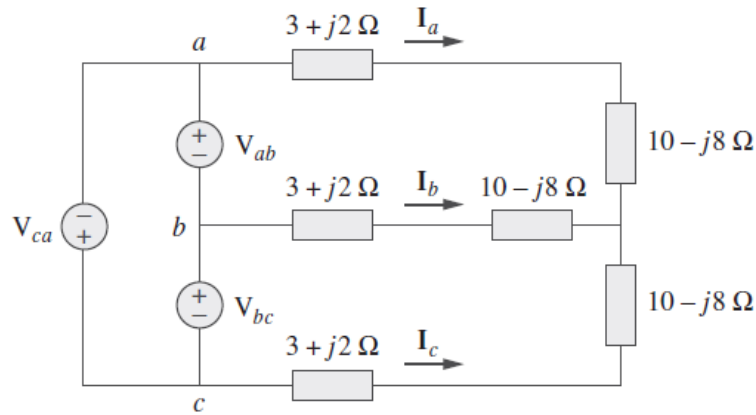 3 + j2 Ω
I_a
a
10 – j8 Ω
+
–
V_ab
3 + j2 Ω
I_b
10 – j8 Ω
V_ca
–
+
b
+
–
V_bc
10 – j8 Ω
3 + j2 Ω
I_c
c